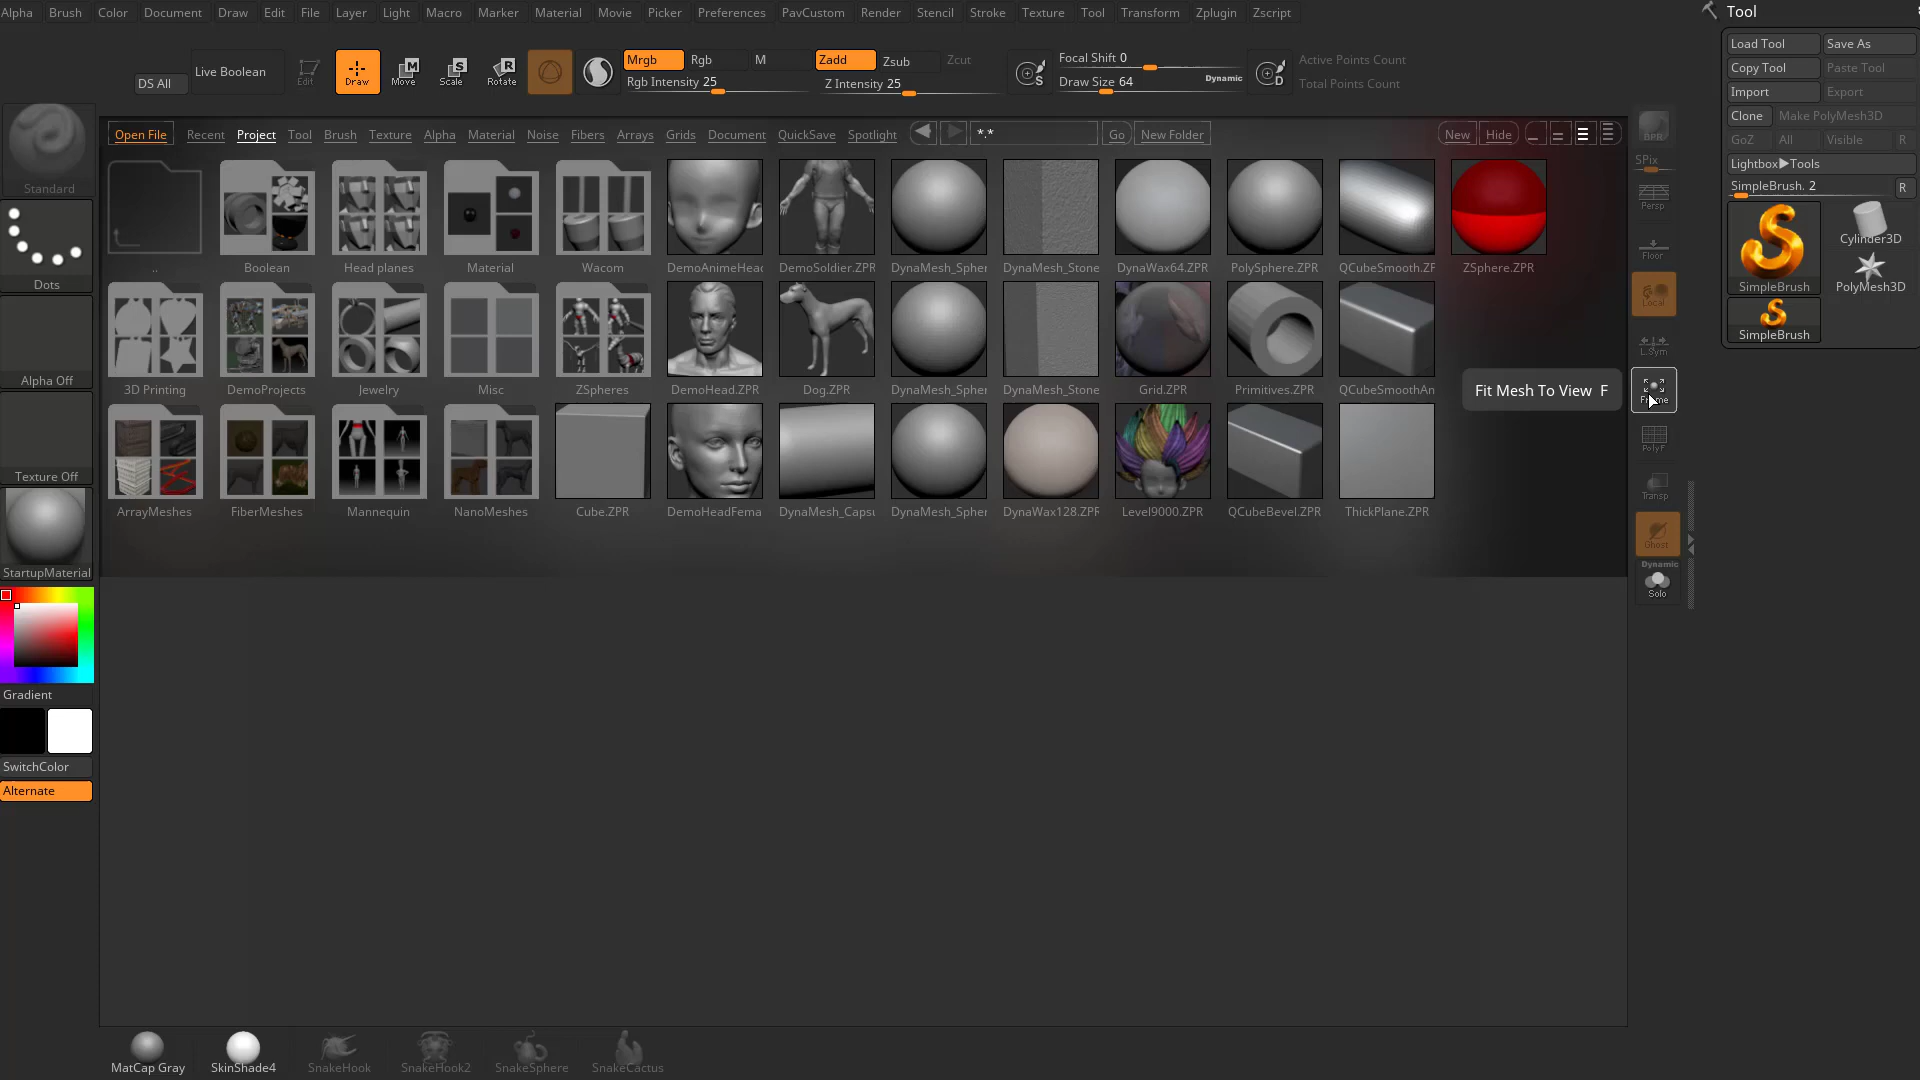 Alpha Brush Color Document Draw Edit File Layer Light Macro Marker Material Movie Picker Preferences PavCustom Render Stencil Stroke Texture Tool Transform Zplugin Zscript
Tool
Load Tool Save As
Copy Tool Paste Tool
Import Export
Clone Make PolyMesh3D
GoZ All Visible R
Lightbox▶Tools
SimpleBrush. 2 R
SimpleBrush
Cylinder3D
PolyMesh3D
SimpleBrush
DS All
Live Boolean
Edit
Draw
Move
Scale
Rotate
Mrgb Rgb M
Rgb Intensity 25
Zadd Zsub Zcut
Z Intensity 25
S
Focal Shift 0
Draw Size 64 Dynamic
D
Active Points Count
Total Points Count
Open File Recent Project Tool Brush Texture Alpha Material Noise Fibers Arrays Grids Document QuickSave Spotlight *.* Go New Folder New Hide
.. Boolean Head planes Material Wacom DemoAnimeHead DynaMesh_Spher DynaMesh_Stone DynaWax64.ZPR PolySphere.ZPR QCubeSmooth.ZF ZSphere.ZPR
DemoSoldier.ZPR
3D Printing DemoProjects Jewelry Misc ZSpheres DemoHead.ZPR Dog.ZPR DynaMesh_Spher DynaMesh_Stone Grid.ZPR Primitives.ZPR QCubeSmoothAn
ArrayMeshes FiberMeshes Mannequin NanoMeshes Cube.ZPR DemoHeadFema DynaMesh_Capsu DynaMesh_Spher DynaWax128.ZPR Level9000.ZPR QCubeBevel.ZPR ThickPlane.ZPR
Fit Mesh To View F
Standard
Dots
Alpha Off
Texture Off
StartupMaterial
Gradient
SwitchColor
Alternate
BPR
SPix
Persp
Floor
Local
L.Sym
Frame
PolyF
Transp
Ghost
Dynamic
Solo
MatCap Gray SkinShade4 SnakeHook SnakeHook2 SnakeSphere SnakeCactus